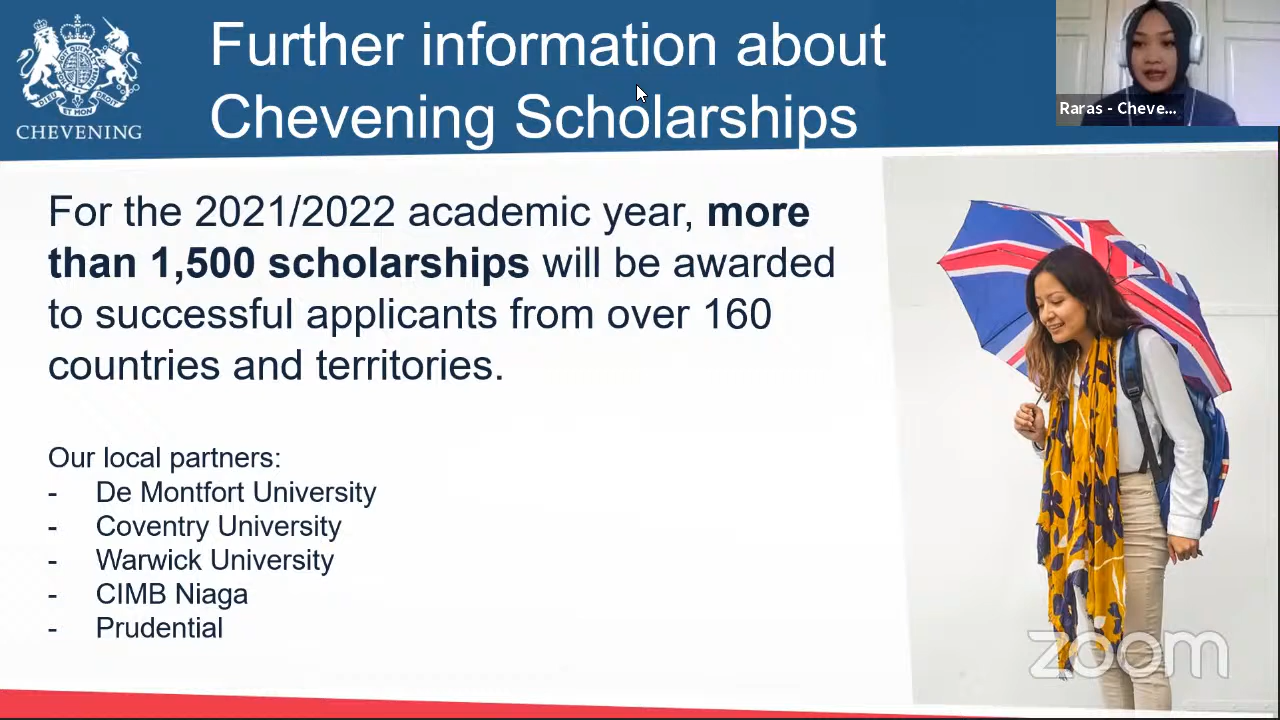 Further information about
Chevening Scholarships
CHEVENING
Raras - Cheve...
For the 2021/2022 academic year, more
than 1,500 scholarships will be awarded
to successful applicants from over 160
countries and territories.
Our local partners:
- De Montfort University
- Coventry University
- Warwick University
- CIMB Niaga
- Prudential
zoom